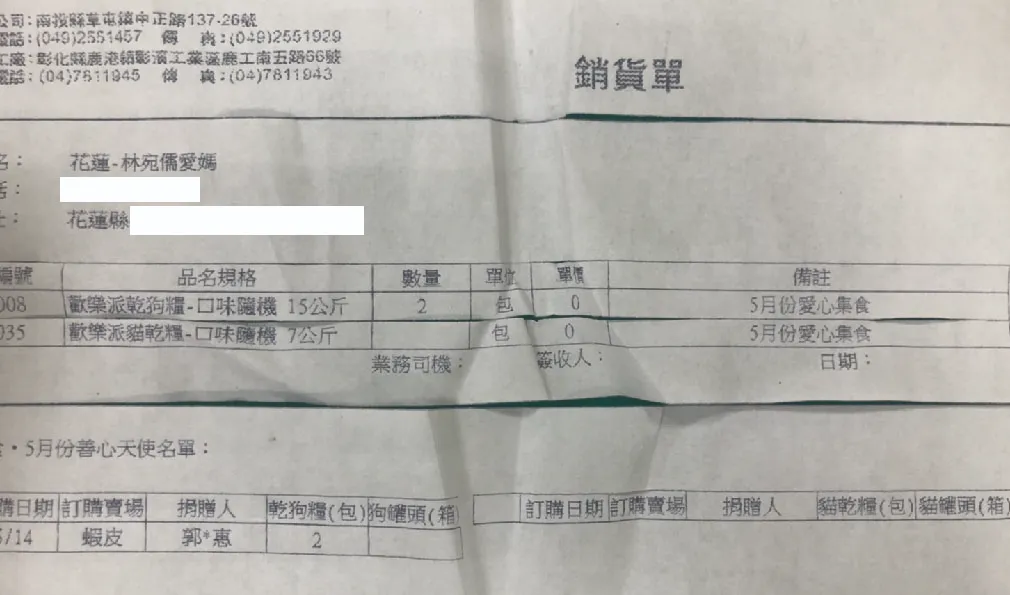 公司:南投縣草屯鎮中正路137-26號
電話:(049)2551457 傳 真:(049)2551929
工廠:彰化縣鹿港鎮彰濱工業區鹿工南五路66號
電話:(04)7811945 傳 真:(04)7811943
銷貨單
名: 花蓮-林宛儒愛媽
話:
址: 花蓮縣
編號 品名規格 數量 單位 單價 備註
008 歡樂派乾狗糧-口味隨機 15公斤 2 包 0 5月份愛心集食
035 歡樂派貓乾糧-口味隨機 7公斤 包 0 5月份愛心集食
業務司機: 簽收人: 日期:
・5月份善心天使名單:
購日期 訂購賣場 捐贈人 乾狗糧(包) 狗罐頭(箱) 訂購日期 訂購賣場 捐贈人 貓乾糧(包) 貓罐頭(箱)
5/14 蝦皮 郭*惠 2